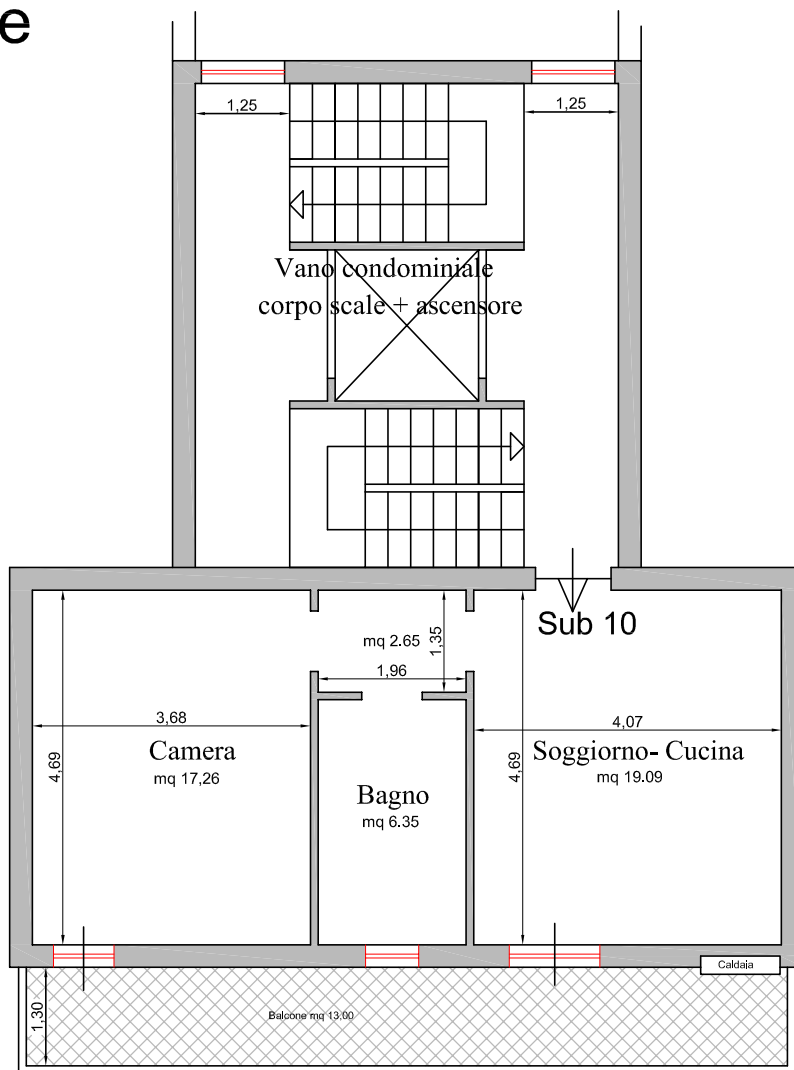 e
1,25
1,25
Vano condominiale
corpo scale + ascensore
Sub 10
mq 2.65
1,35
1,96
3,68
4,07
Camera
mq 17,26
4,69
4,69
Soggiorno- Cucina
mq 19.09
Bagno
mq 6.35
Caldaia
1,30
Balcone mq 13,00